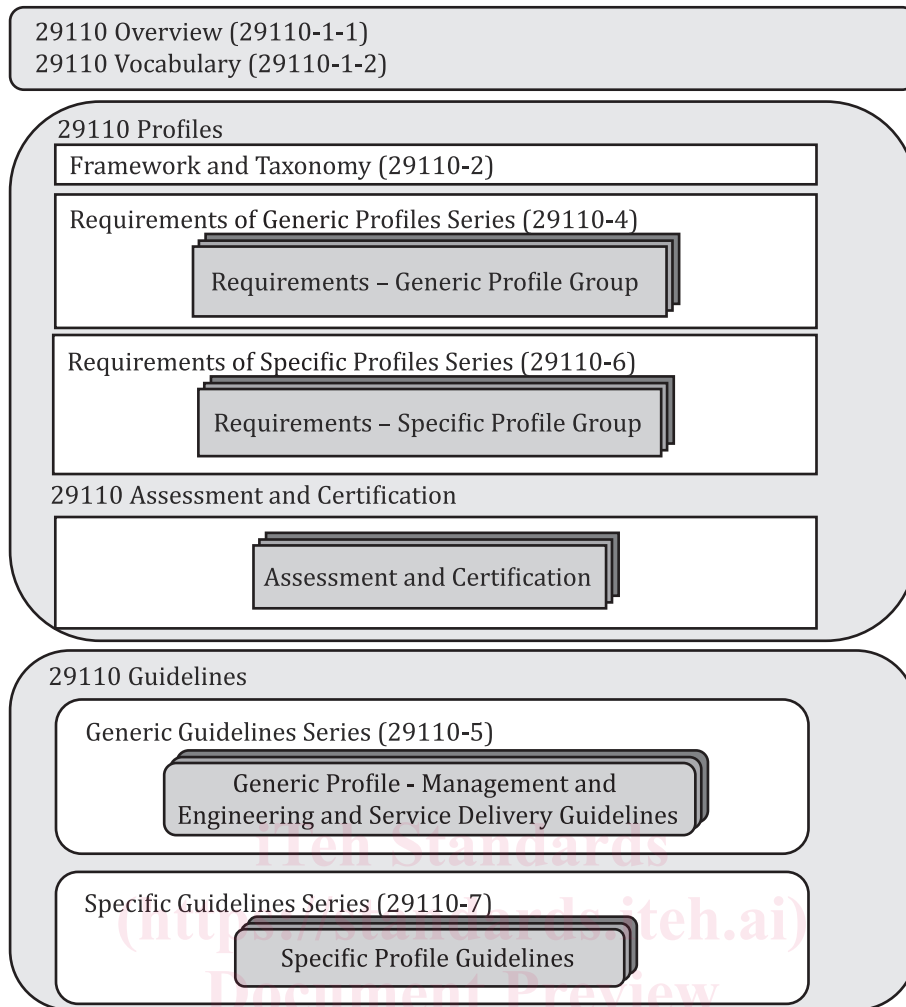 29110 Overview (29110-1-1)
29110 Vocabulary (29110-1-2)
29110 Profiles
Framework and Taxonomy (29110-2)
Requirements of Generic Profiles Series (29110-4)
Requirements – Generic Profile Group
Requirements of Specific Profiles Series (29110-6)
Requirements – Specific Profile Group
29110 Assessment and Certification
Assessment and Certification
29110 Guidelines
Generic Guidelines Series (29110-5)
Generic Profile - Management and
Engineering and Service Delivery Guidelines
iTeh Standards
Specific Guidelines Series (29110-7)
(https://standards.iteh.ai)
Specific Profile Guidelines
Document Preview